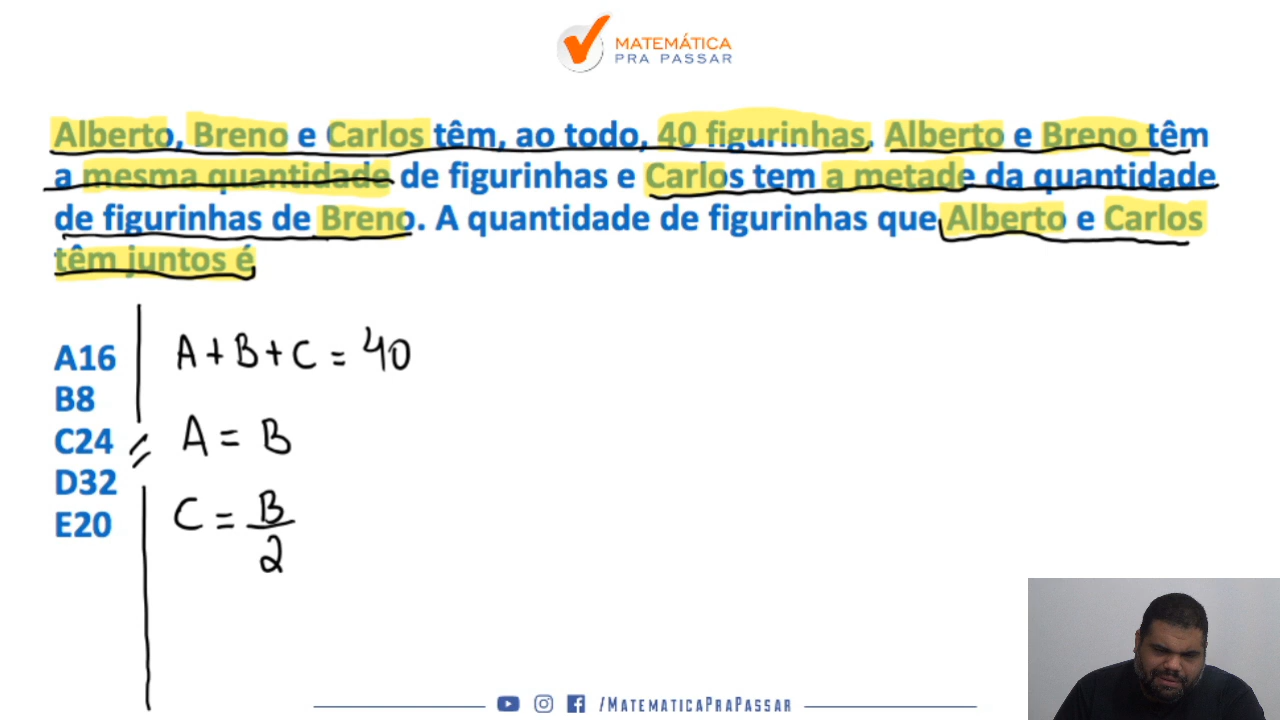 MATEMÁTICA
PRA PASSAR
Alberto, Breno e Carlos têm, ao todo, 40 figurinhas. Alberto e Breno têm
a mesma quantidade de figurinhas e Carlos tem a metade da quantidade
de figurinhas de Breno. A quantidade de figurinhas que Alberto e Carlos
têm juntos é
A16
B8
C24
D32
E20
A+B+C = 40
A = B
C = B/2
/MatematicaPraPassar